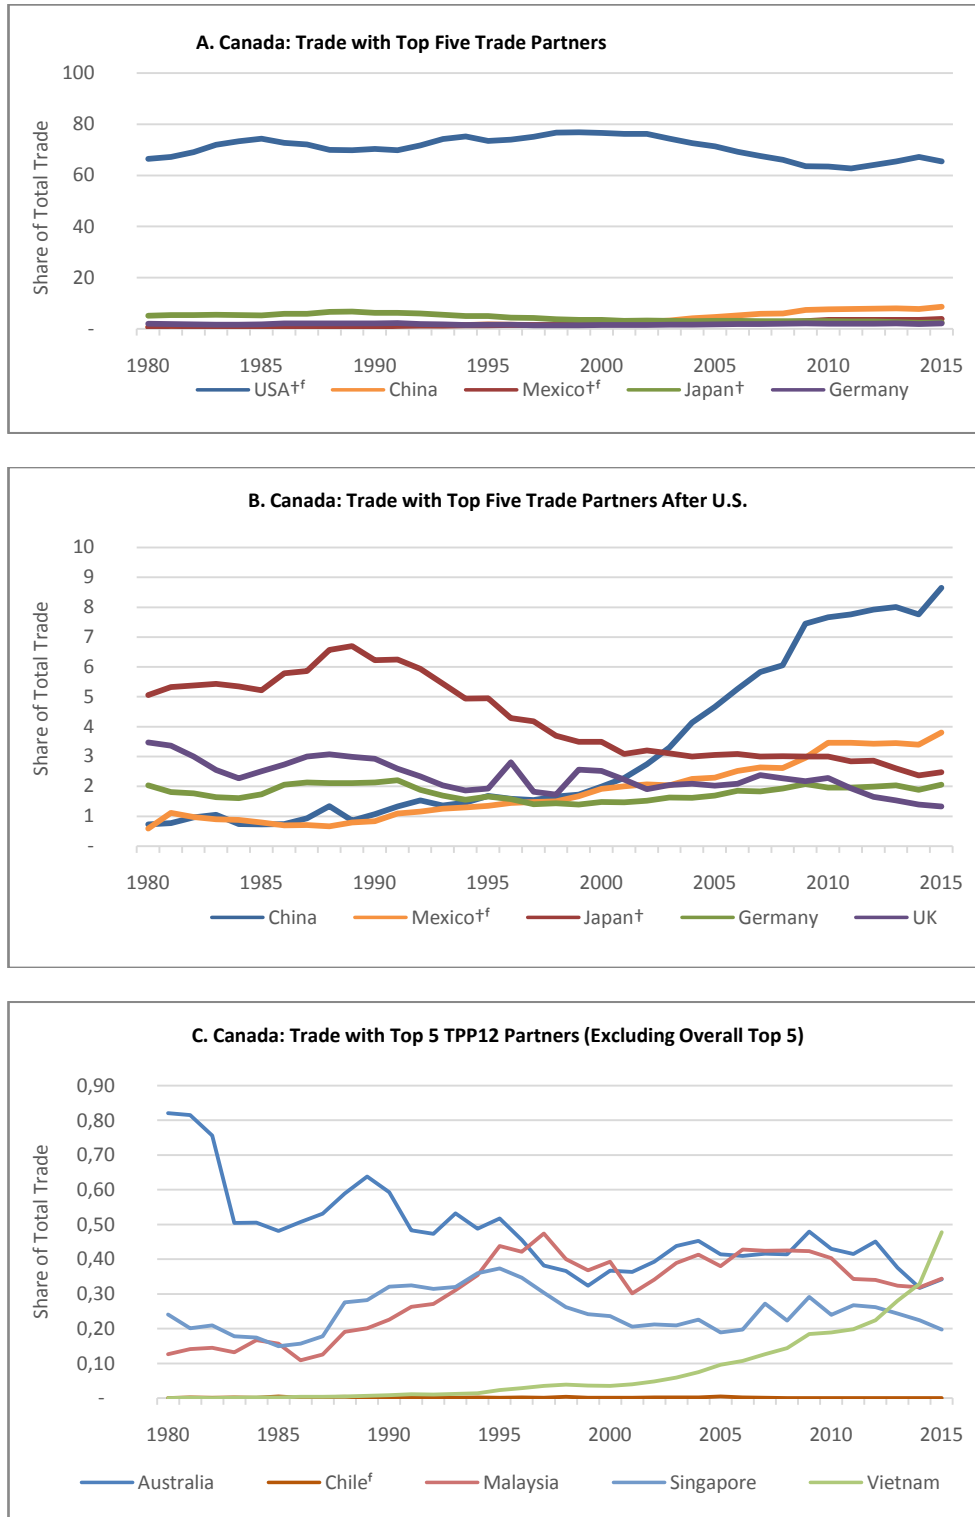 A. Canada: Trade with Top Five Trade Partners
Share of Total Trade
100
80
60
40
20
-
1980 1985 1990 1995 2000 2005 2010 2015
USA†ᶠ China Mexico†ᶠ Japan† Germany
B. Canada: Trade with Top Five Trade Partners After U.S.
Share of Total Trade
10
9
8
7
6
5
4
3
2
1
-
1980 1985 1990 1995 2000 2005 2010 2015
China Mexico†ᶠ Japan† Germany UK
C. Canada: Trade with Top 5 TPP12 Partners (Excluding Overall Top 5)
Share of Total Trade
0,90
0,80
0,70
0,60
0,50
0,40
0,30
0,20
0,10
-
1980 1985 1990 1995 2000 2005 2010 2015
Australia Chileᶠ Malaysia Singapore Vietnam